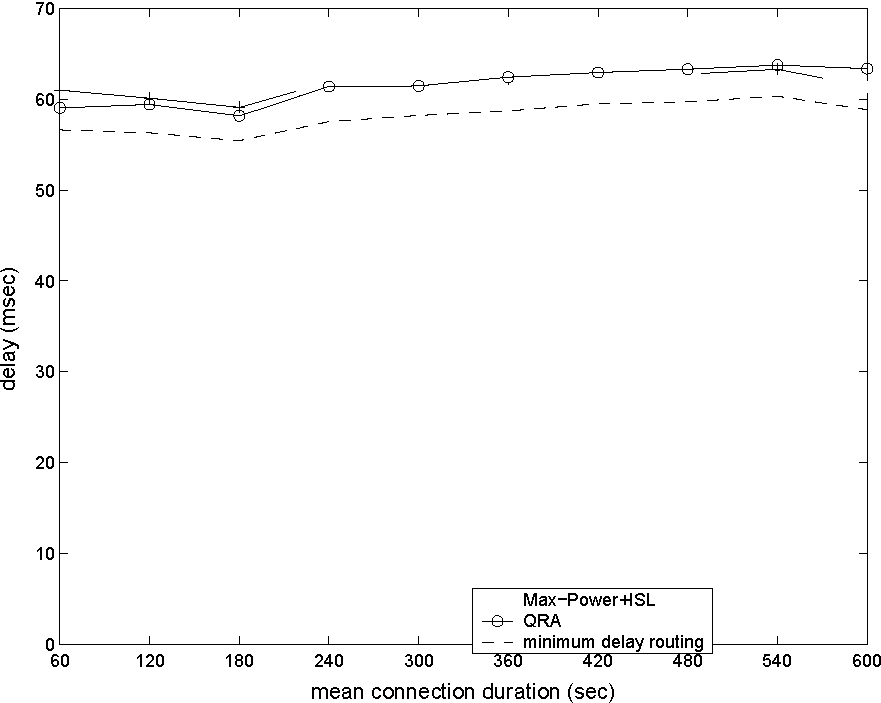 70
60
50
40
30
20
10
0
delay (msec)
Max-Power+ISL
QRA
minimum delay routing
60 120 180 240 300 360 420 480 540 600
mean connection duration (sec)